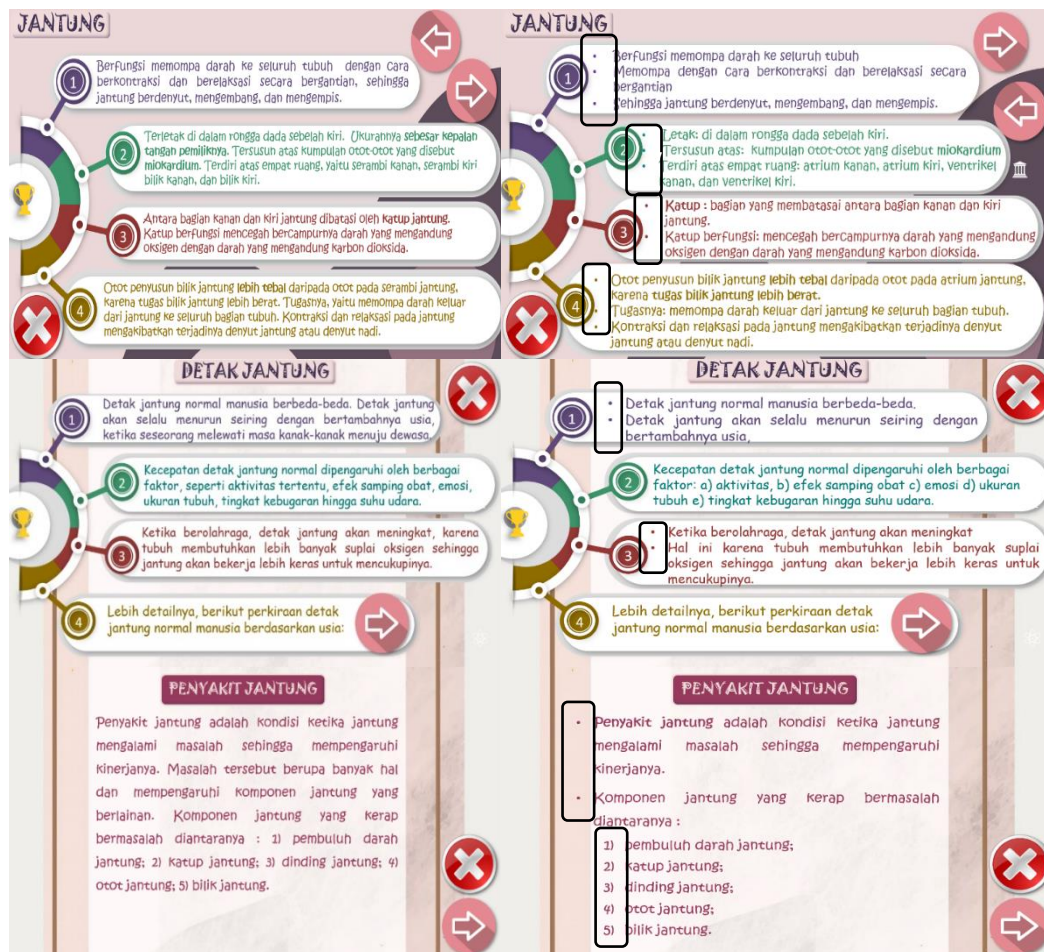 JANTUNG
1
Berfungsi memompa darah ke seluruh tubuh dengan cara
berkontraksi dan berelaksasi secara bergantian, sehingga
jantung berdenyut, mengembang, dan mengempis.
2
Terletak di dalam rongga dada sebelah kiri. Ukurannya sebesar kepalan
tangan pemiliknya. Tersusun atas kumpulan otot-otot yang disebut
miokardium. Terdiri atas empat ruang, yaitu serambi kanan, serambi kiri
bilik kanan, dan bilik kiri.
3
Antara bagian kanan dan kiri jantung dibatasi oleh katup jantung.
Katup berfungsi mencegah bercampurnya darah yang mengandung
oksigen dengan darah yang mengandung karbon dioksida.
4
Otot penyusun bilik jantung lebih tebal daripada otot pada serambi jantung,
karena tugas bilik jantung lebih berat. Tugasnya, yaitu memompa darah keluar
dari jantung ke seluruh bagian tubuh. Kontraksi dan relaksasi pada jantung
mengakibatkan terjadinya denyut jantung atau denyut nadi.
JANTUNG
1
• Berfungsi memompa darah ke seluruh tubuh
• Memompa dengan cara berkontraksi dan berelaksasi secara
bergantian
• Sehingga jantung berdenyut, mengembang, dan mengempis.
2
• Letak: di dalam rongga dada sebelah kiri.
• Tersusun atas: kumpulan otot-otot yang disebut miokardium
• Terdiri atas empat ruang: atrium kanan, atrium kiri, ventrikel
kanan, dan ventrikel kiri.
3
• Katup : bagian yang membatasai antara bagian kanan dan kiri
jantung.
• Katup berfungsi: mencegah bercampurnya darah yang mengandung
oksigen dengan darah yang mengandung karbon dioksida.
4
• Otot penyusun bilik jantung lebih tebal daripada otot pada atrium jantung,
karena tugas bilik jantung lebih berat.
• Tugasnya: memompa darah keluar dari jantung ke seluruh bagian tubuh.
• Kontraksi dan relaksasi pada jantung mengakibatkan terjadinya denyut
jantung atau denyut nadi.
DETAK JANTUNG
1
Detak jantung normal manusia berbeda-beda. Detak jantung
akan selalu menurun seiring dengan bertambahnya usia,
ketika seseorang melewati masa kanak-kanak menuju dewasa.
2
Kecepatan detak jantung normal dipengaruhi oleh berbagai
faktor, seperti aktivitas tertentu, efek samping obat, emosi,
ukuran tubuh, tingkat kebugaran hingga suhu udara.
3
Ketika berolahraga, detak jantung akan meningkat, karena
tubuh membutuhkan lebih banyak suplai oksigen sehingga
jantung akan bekerja lebih keras untuk mencukupinya.
4
Lebih detailnya, berikut perkiraan detak
jantung normal manusia berdasarkan usia:
DETAK JANTUNG
1
• Detak jantung normal manusia berbeda-beda.
• Detak jantung akan selalu menurun seiring dengan
bertambahnya usia,
2
Kecepatan detak jantung normal dipengaruhi oleh berbagai
faktor: a) aktivitas, b) efek samping obat c) emosi d) ukuran
tubuh e) tingkat kebugaran hingga suhu udara.
3
• Ketika berolahraga, detak jantung akan meningkat
• Hal ini karena tubuh membutuhkan lebih banyak suplai
oksigen sehingga jantung akan bekerja lebih keras untuk
mencukupinya.
4
Lebih detailnya, berikut perkiraan detak
jantung normal manusia berdasarkan usia:
PENYAKIT JANTUNG
Penyakit jantung adalah kondisi ketika jantung
mengalami masalah sehingga mempengaruhi
kinerjanya. Masalah tersebut berupa banyak hal
dan mempengaruhi komponen jantung yang
berlainan. Komponen jantung yang kerap
bermasalah diantaranya : 1) pembuluh darah
jantung; 2) katup jantung; 3) dinding jantung; 4)
otot jantung; 5) bilik jantung.
PENYAKIT JANTUNG
• Penyakit jantung adalah kondisi ketika jantung
mengalami masalah sehingga mempengaruhi
kinerjanya.
• Komponen jantung yang kerap bermasalah
diantaranya :
1) pembuluh darah jantung;
2) katup jantung;
3) dinding jantung;
4) otot jantung;
5) bilik jantung.